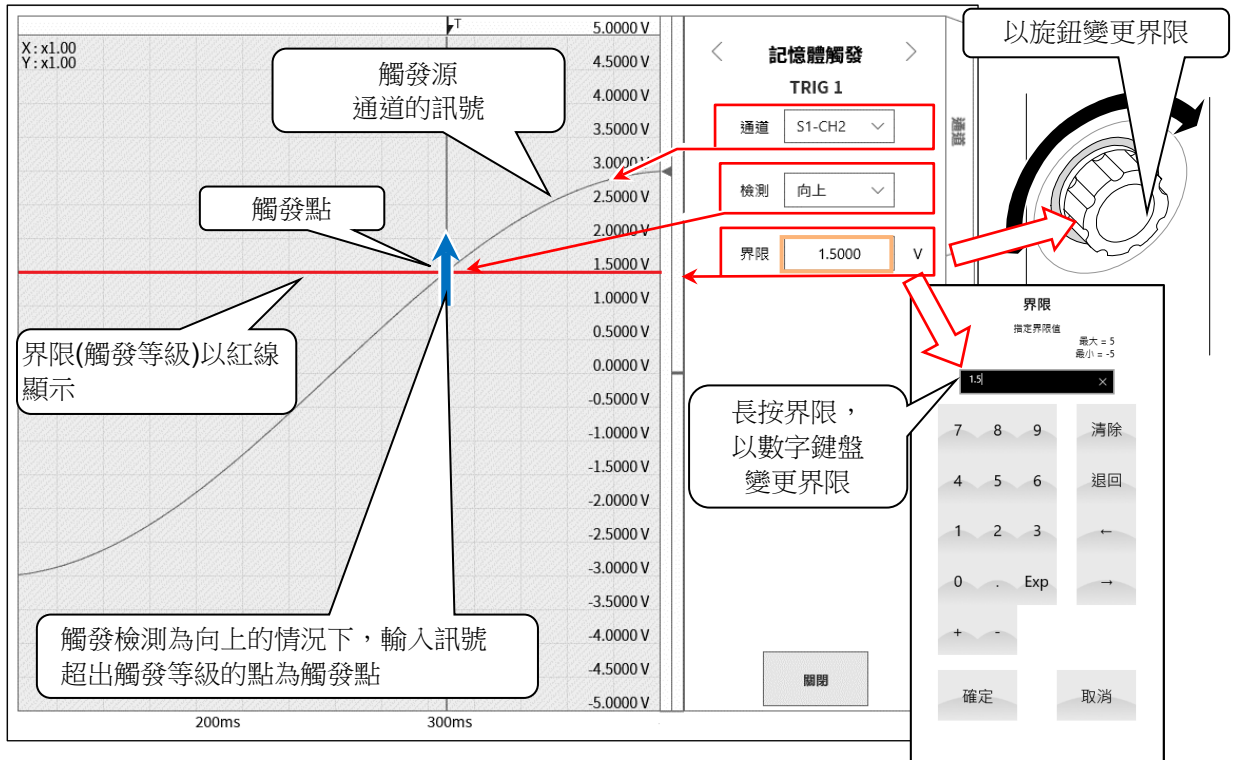 T
X : x1.00
Y : x1.00
5.0000 V
4.5000 V
4.0000 V
3.5000 V
3.0000 V
2.5000 V
2.0000 V
1.5000 V
1.0000 V
0.5000 V
0.0000 V
-0.5000 V
-1.0000 V
-1.5000 V
-2.0000 V
-2.5000 V
-3.0000 V
-3.5000 V
-4.0000 V
-4.5000 V
-5.0000 V
200ms
300ms
觸發源
通道的訊號
觸發點
界限(觸發等級)以紅線
顯示
觸發檢測為向上的情況下，輸入訊號
超出觸發等級的點為觸發點
記憶體觸發
TRIG 1
通道 S1-CH2
檢測 向上
界限 1.5000 V
關閉
通道
以旋鈕變更界限
長按界限，
以數字鍵盤
變更界限
界限
指定界限值
最大 = 5
最小 = -5
1.5 ×
7 8 9 清除
4 5 6 退回
1 2 3 ←
0 . Exp →
+ -
確定 取消